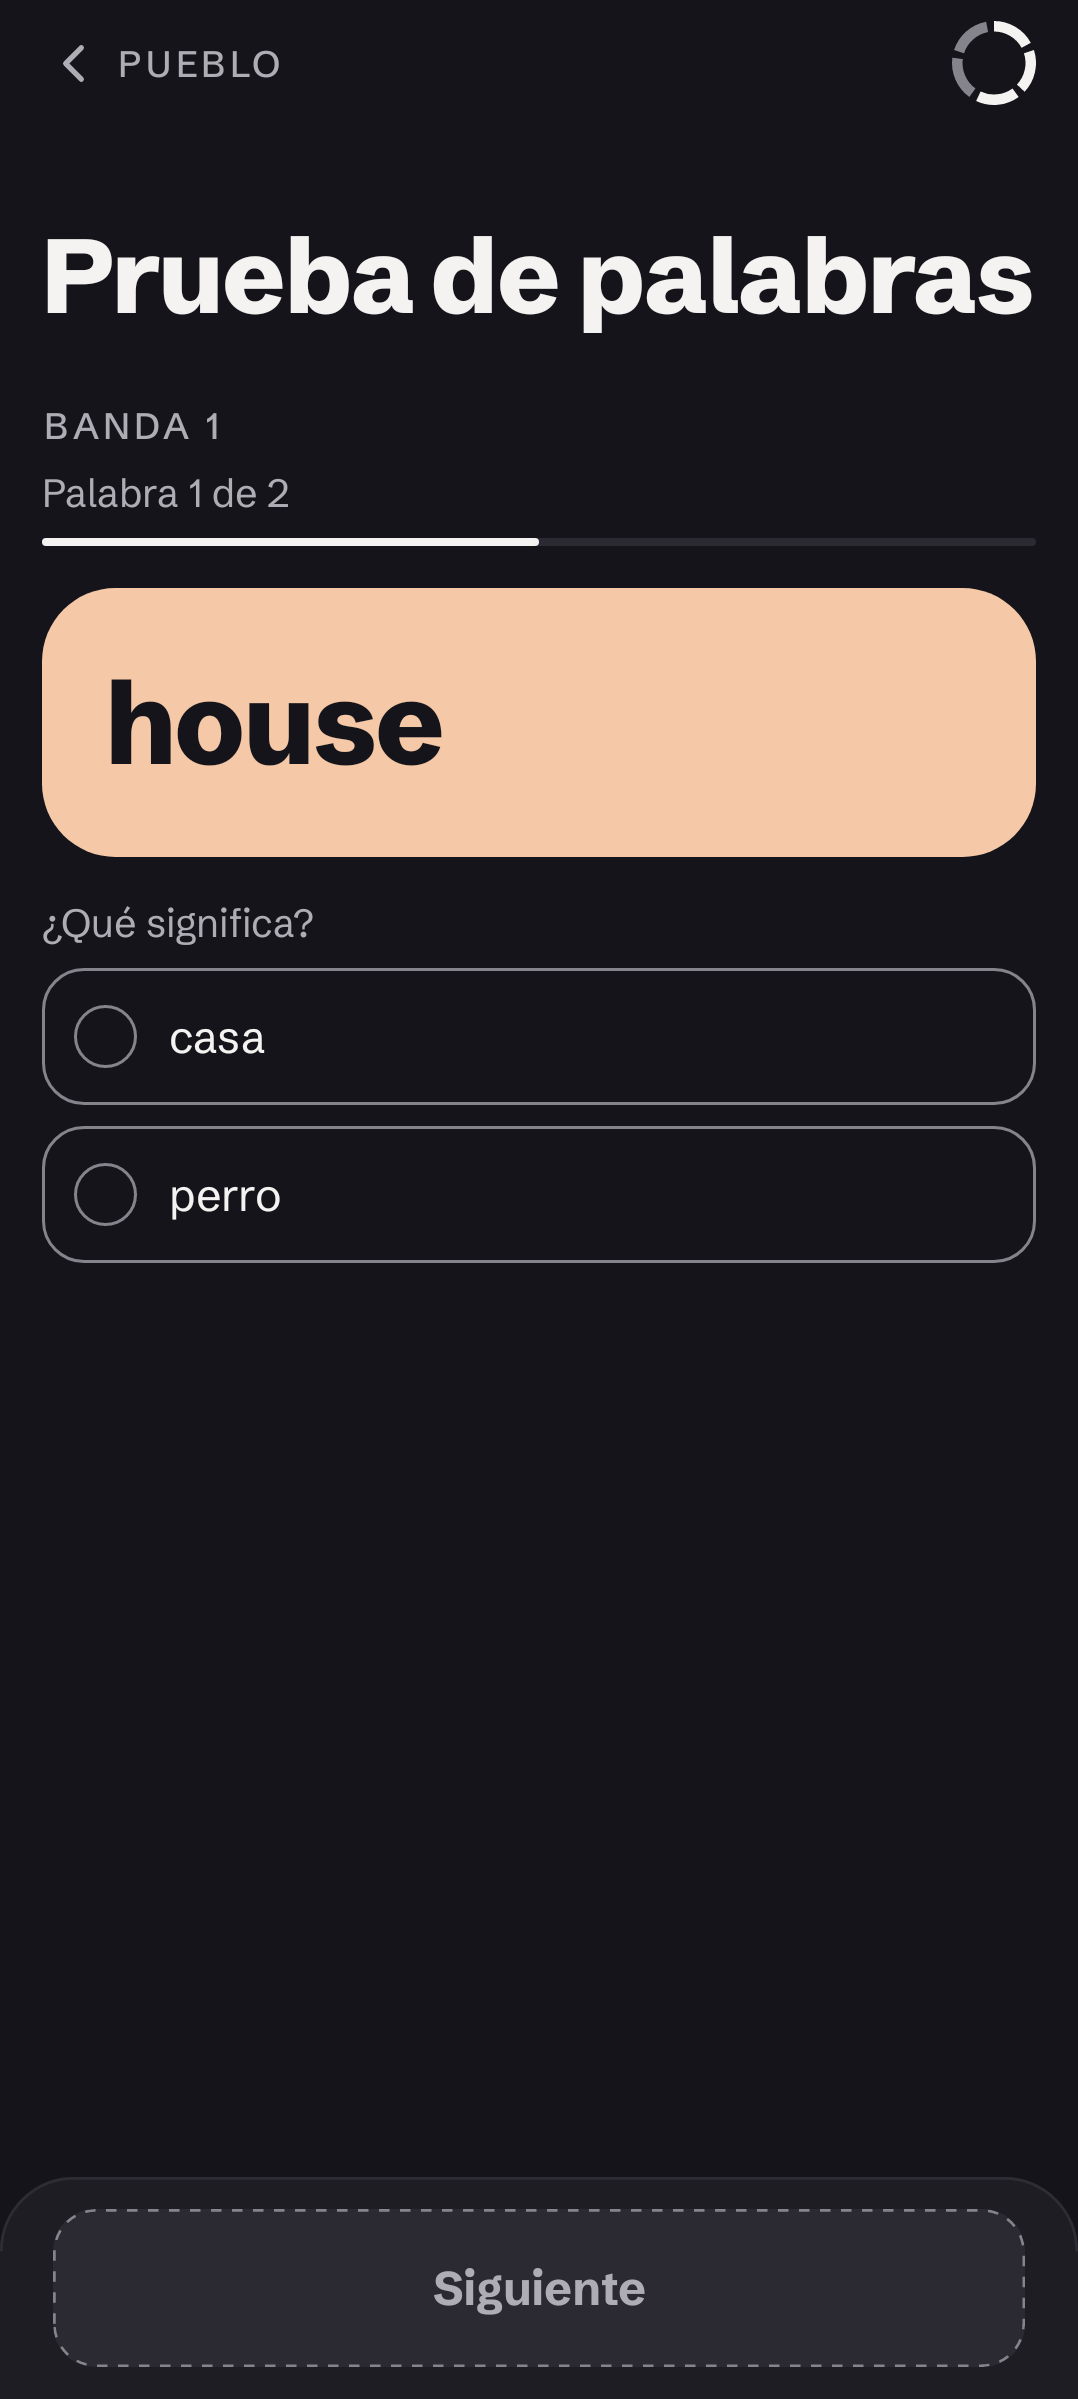 PUEBLO
Prueba de palabras
BANDA 1
Palabra 1 de 2
house
¿Qué significa?
casa
perro
Siguiente